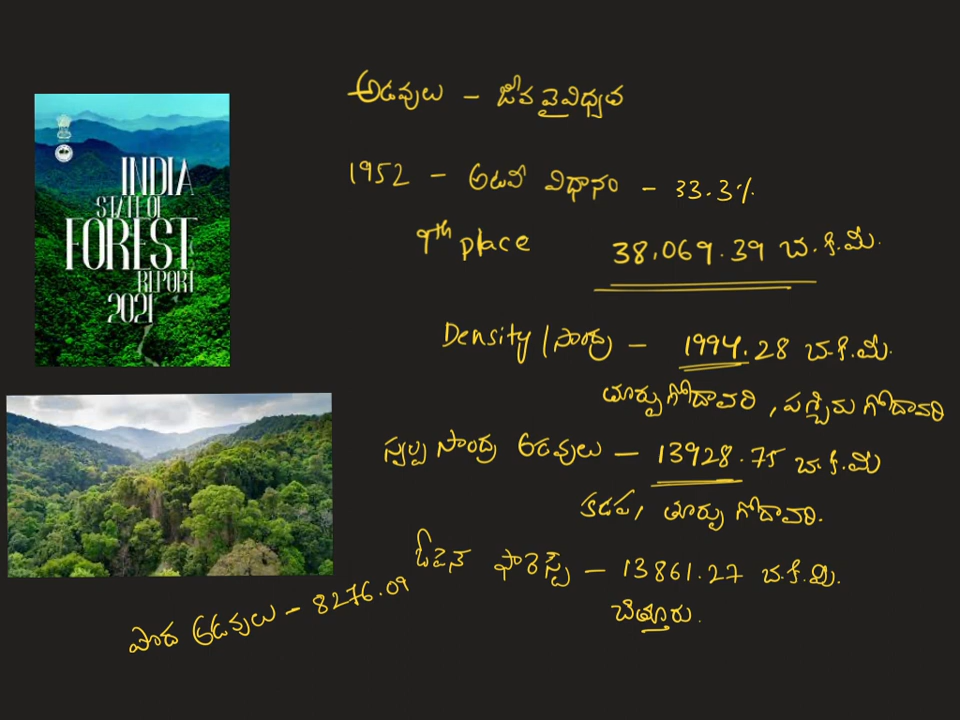 INDIA
STATE OF
FOREST
REPORT
2021
అడవులు - జీవ వైవిధ్యత
1952 - అటవీ విధానం - 33.3%
9th place 38,069.39 చ.కి.మీ.
Density / సాంద్ర - 1994.28 చ.కి.మీ.
తూర్పు గోదావరి, పశ్చిమ గోదావరి
స్వల్ప సాంద్ర అడవులు - 13928.75 చ.కి.మీ
కడప, తూర్పు గోదావరి.
ఓపెన్ ఫారెస్ట్ - 13861.27 చ.కి.మీ.
చిత్తూరు.
పొద అడవులు - 8276.09